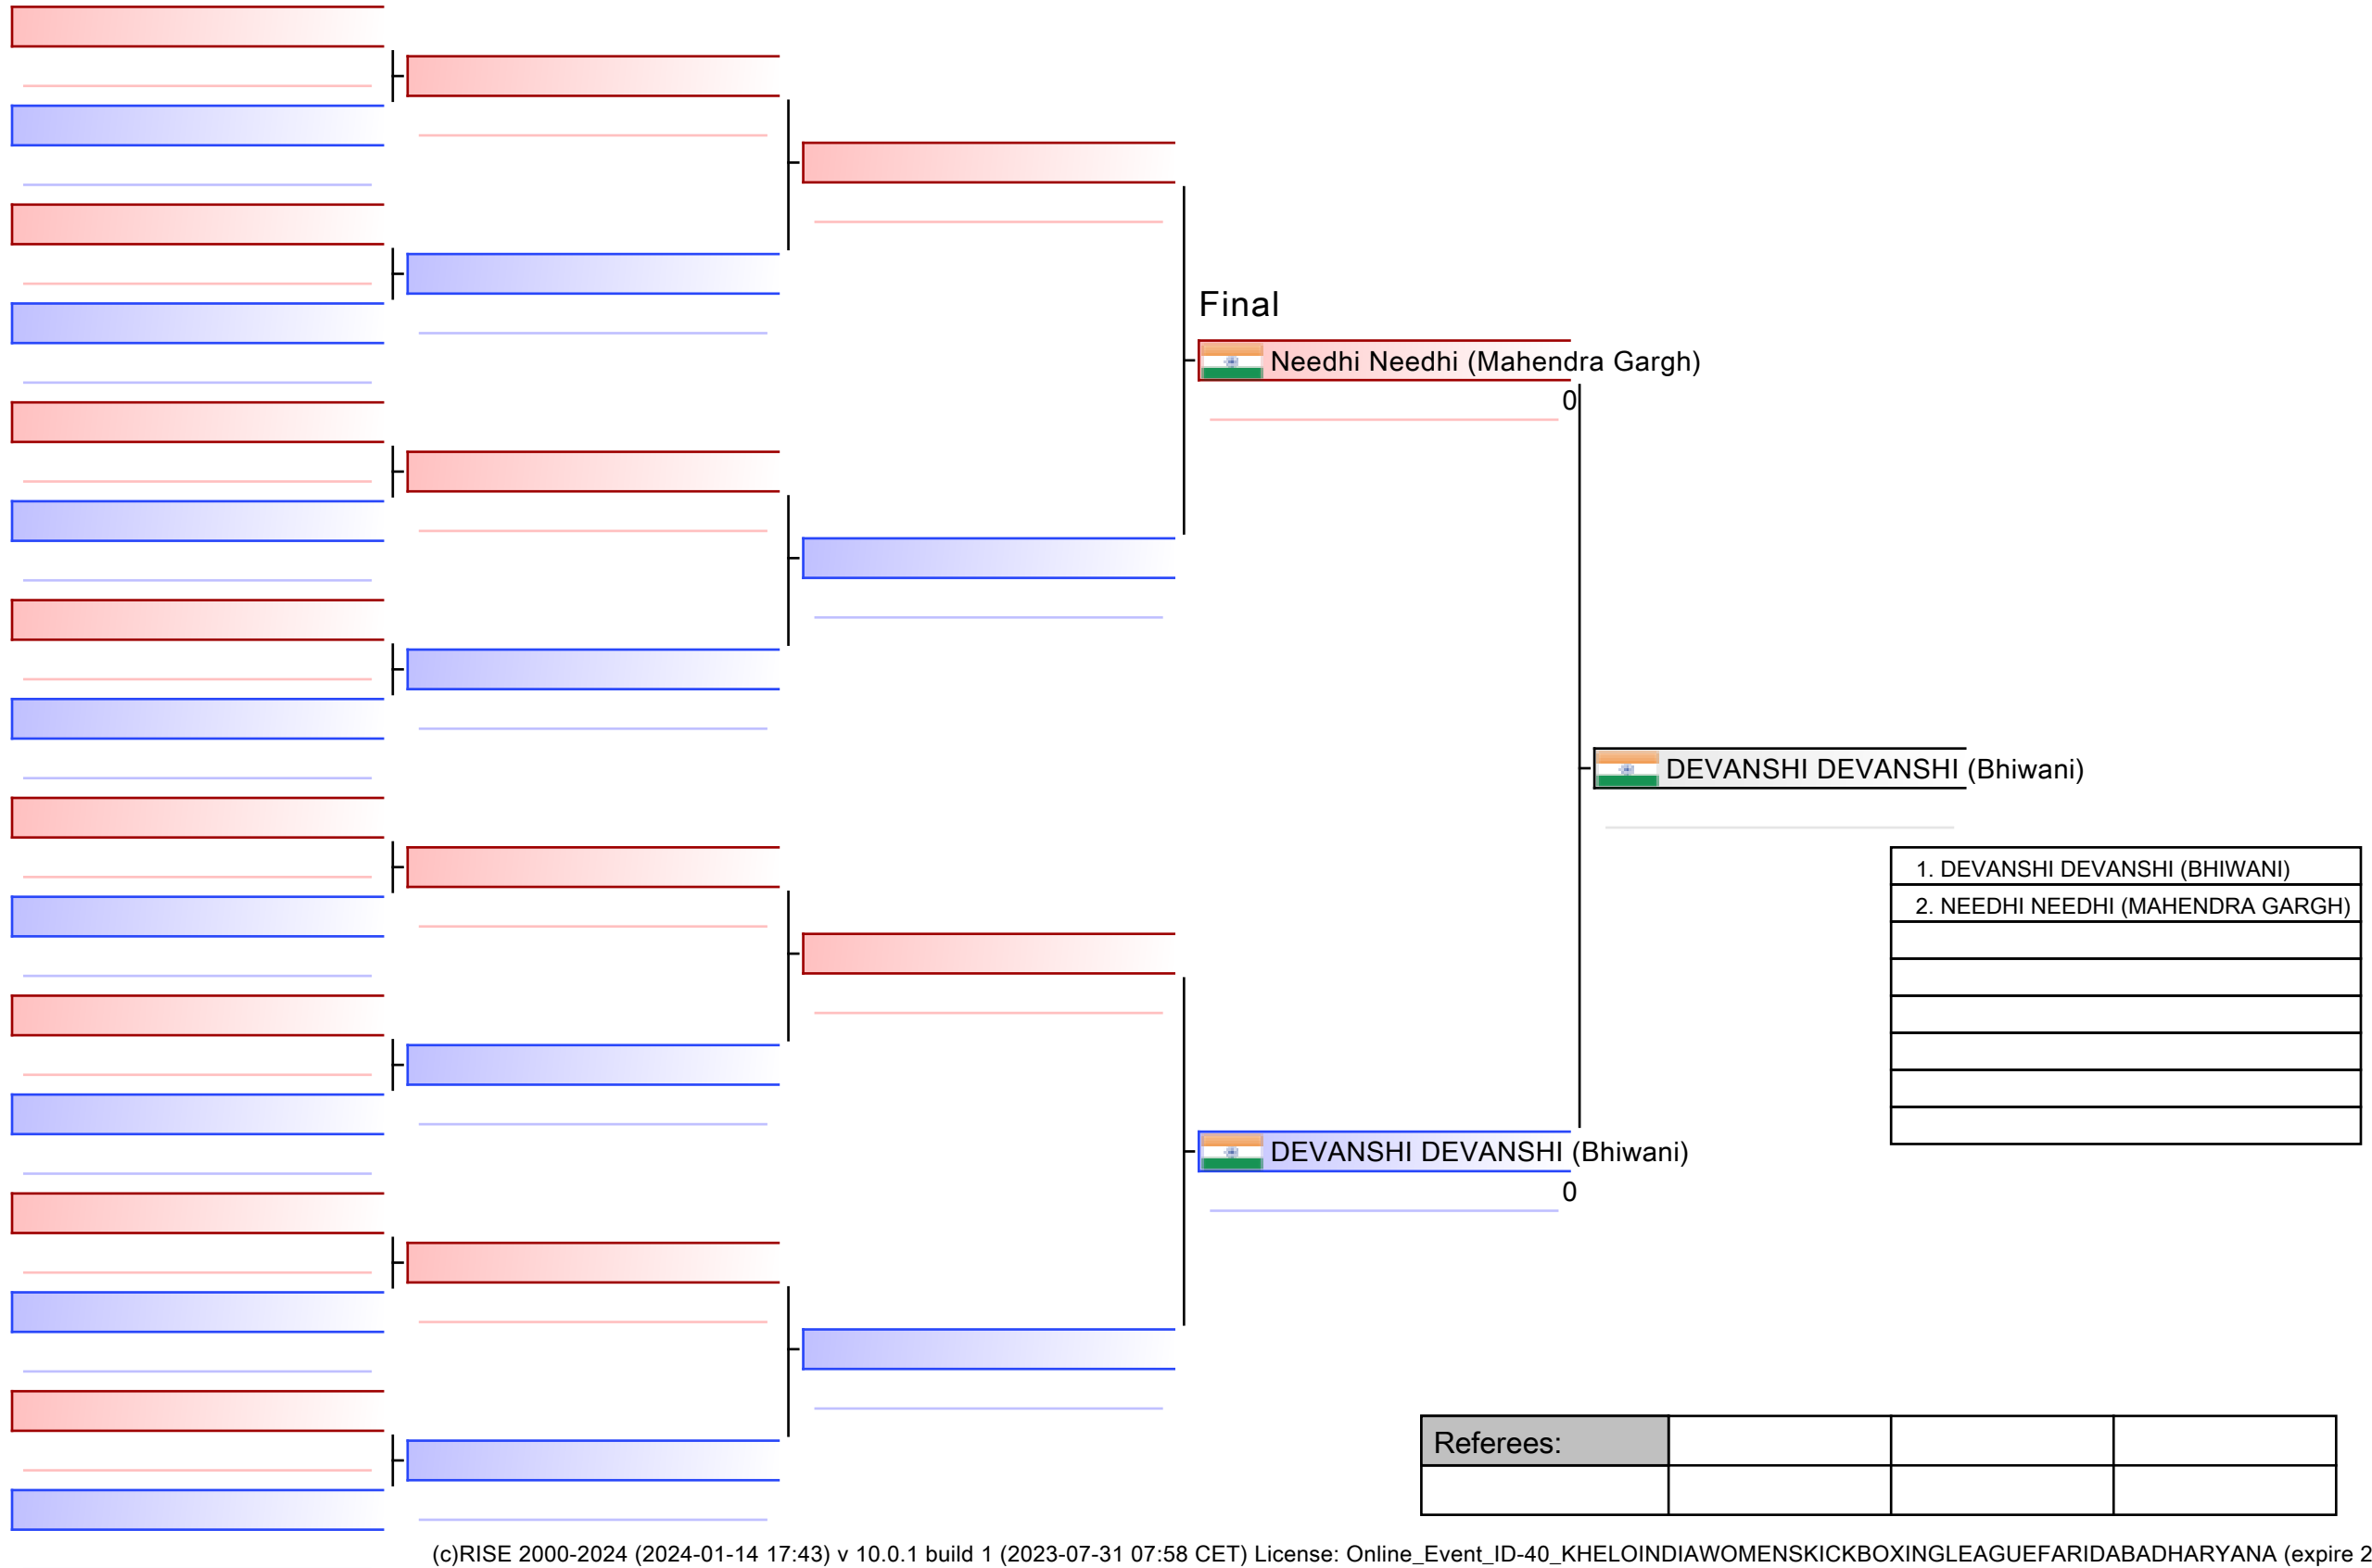 Final
Needhi Needhi (Mahendra Gargh)
0
DEVANSHI DEVANSHI (Bhiwani)
1. DEVANSHI DEVANSHI (BHIWANI)
2. NEEDHI NEEDHI (MAHENDRA GARGH)
DEVANSHI DEVANSHI (Bhiwani)
0
Referees:
(c)RISE 2000-2024 (2024-01-14 17:43) v 10.0.1 build 1 (2023-07-31 07:58 CET) License: Online_Event_ID-40_KHELOINDIAWOMENSKICKBOXINGLEAGUEFARIDABADHARYANA (expire 2